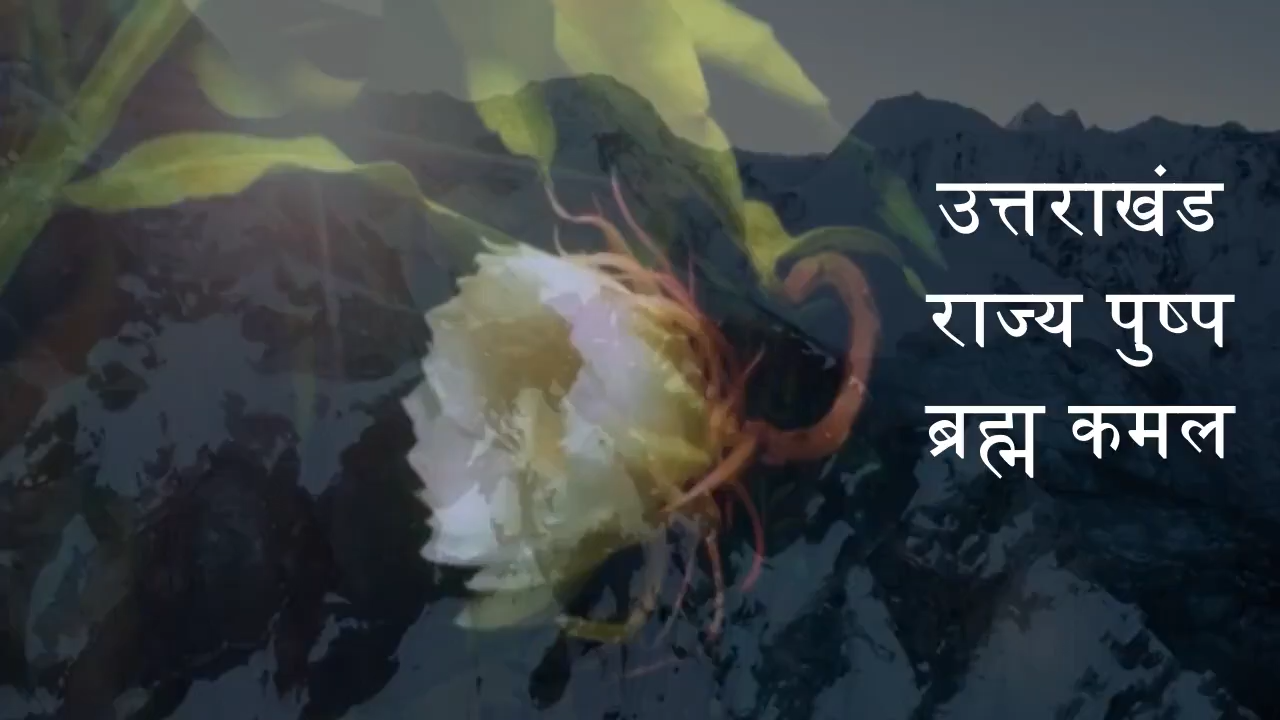 उत्तराखंड
राज्य पुष्प
ब्रह्म कमल